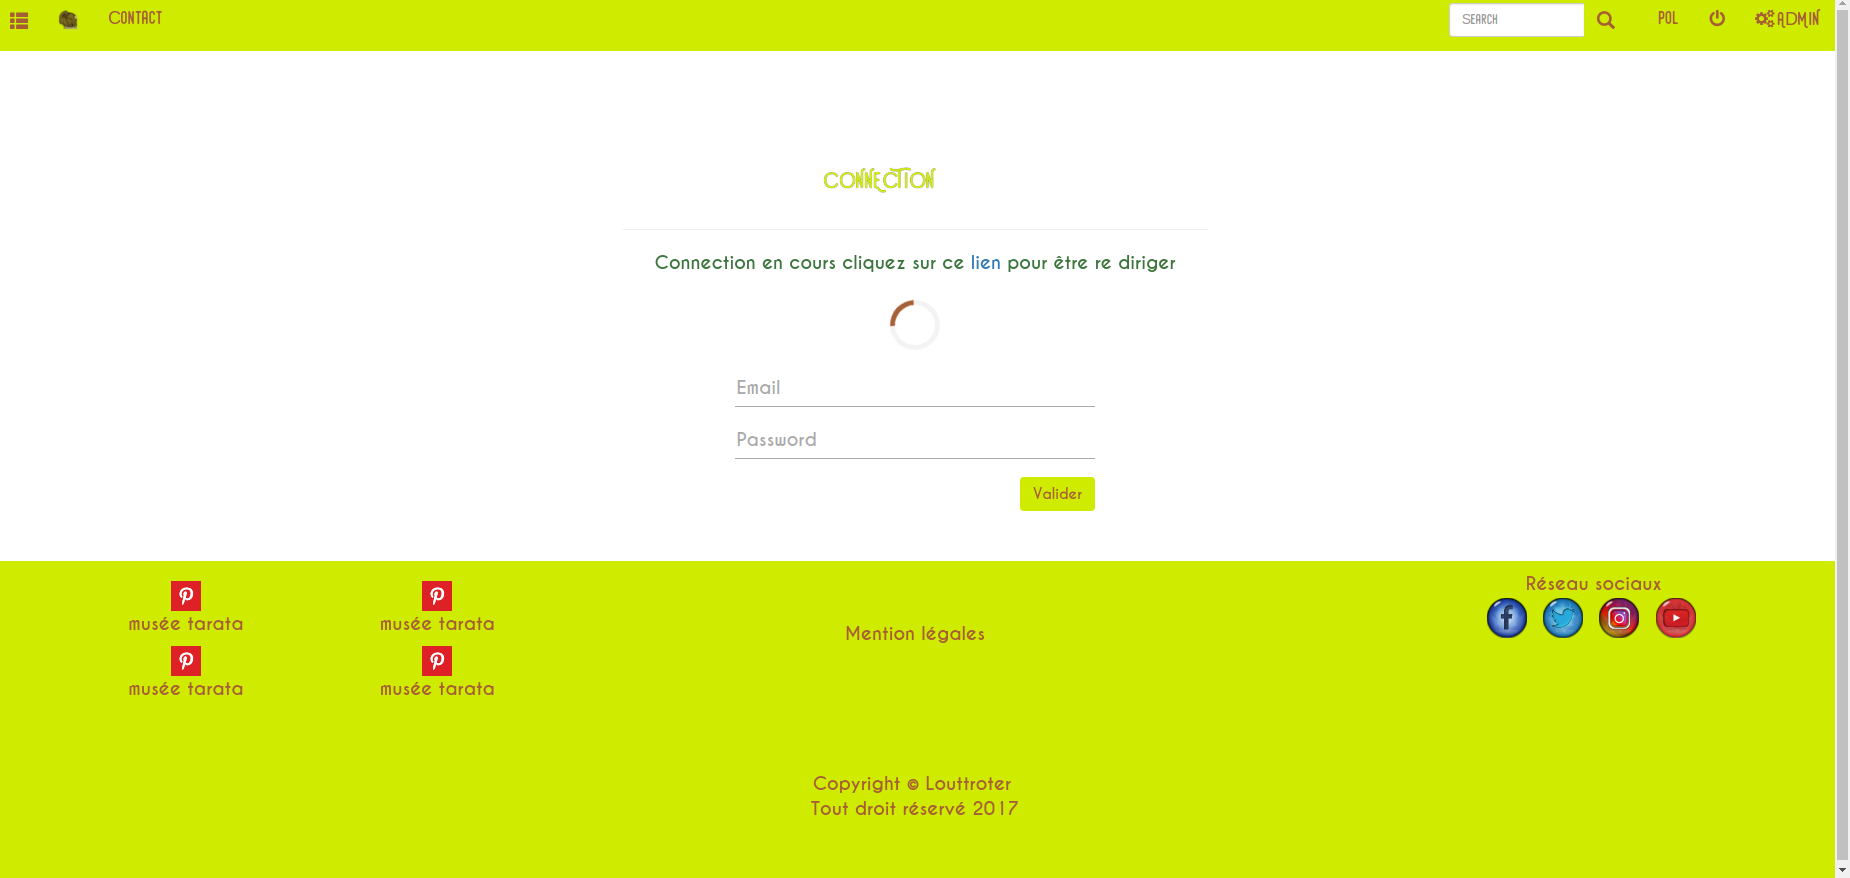 Contact
Search
Pol
Admin
Connection
Connection en cours cliquez sur ce lien pour être re diriger
Email
Password
Valider
musée tarata
musée tarata
musée tarata
musée tarata
Mention légales
Réseau sociaux
Copyright © Louttroter
Tout droit réservé 2017